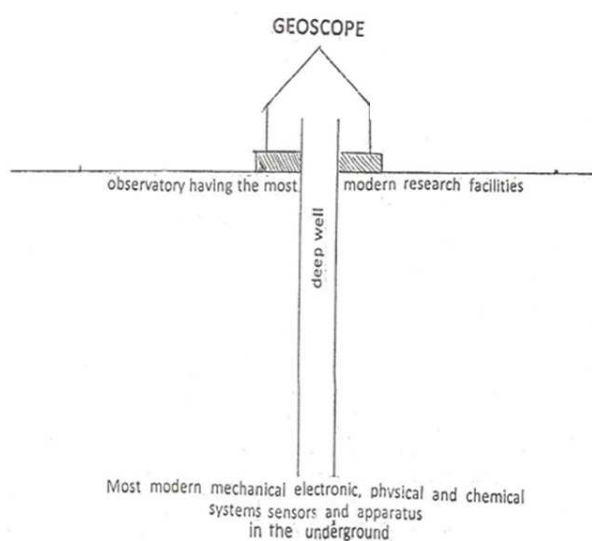 GEOSCOPE
observatory having the most modern research facilities
deep well
Most modern mechanical electronic, physical and chemical
systems sensors and apparatus
in the underground